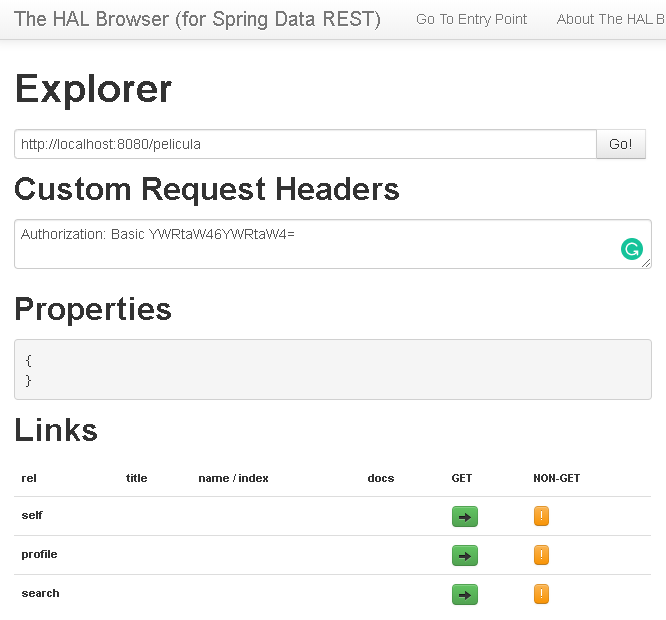 The HAL Browser (for Spring Data REST) Go To Entry Point About The HAL B
Explorer
http://localhost:8080/pelicula Go!
Custom Request Headers
Authorization: Basic YWRtaW46YWRtaW4=
Properties
{
}
Links
rel title name / index docs GET NON-GET
self !
profile !
search !